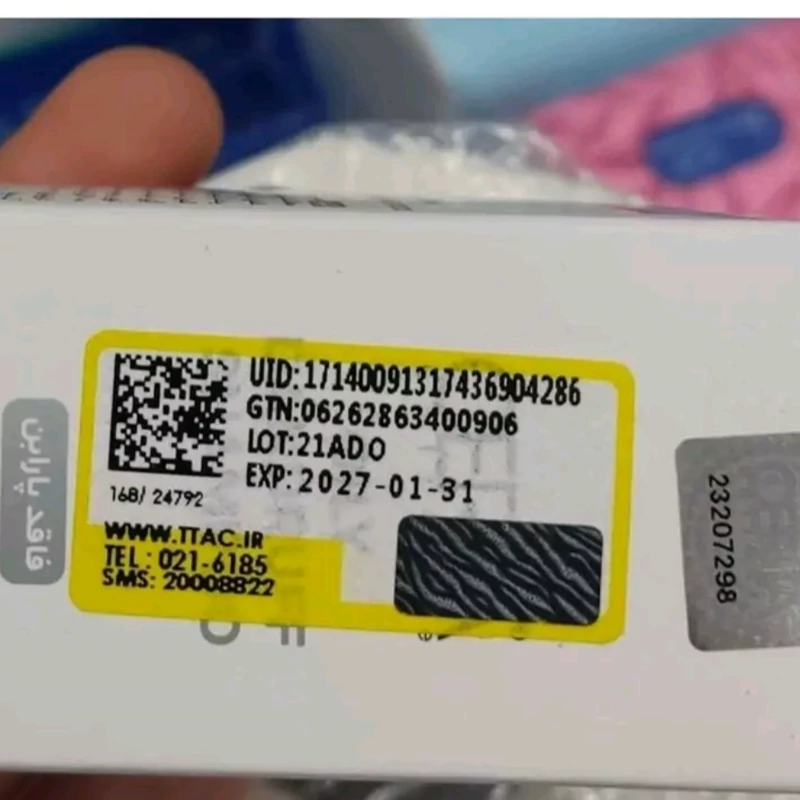 UID:17140091317436904286
GTN:06262863400906
LOT:21ADO
EXP: 2027-01-31
168/ 24792
WWW.TTAC.IR
TEL: 021-6185
SMS: 20008822
فاقد پارابن
23207298